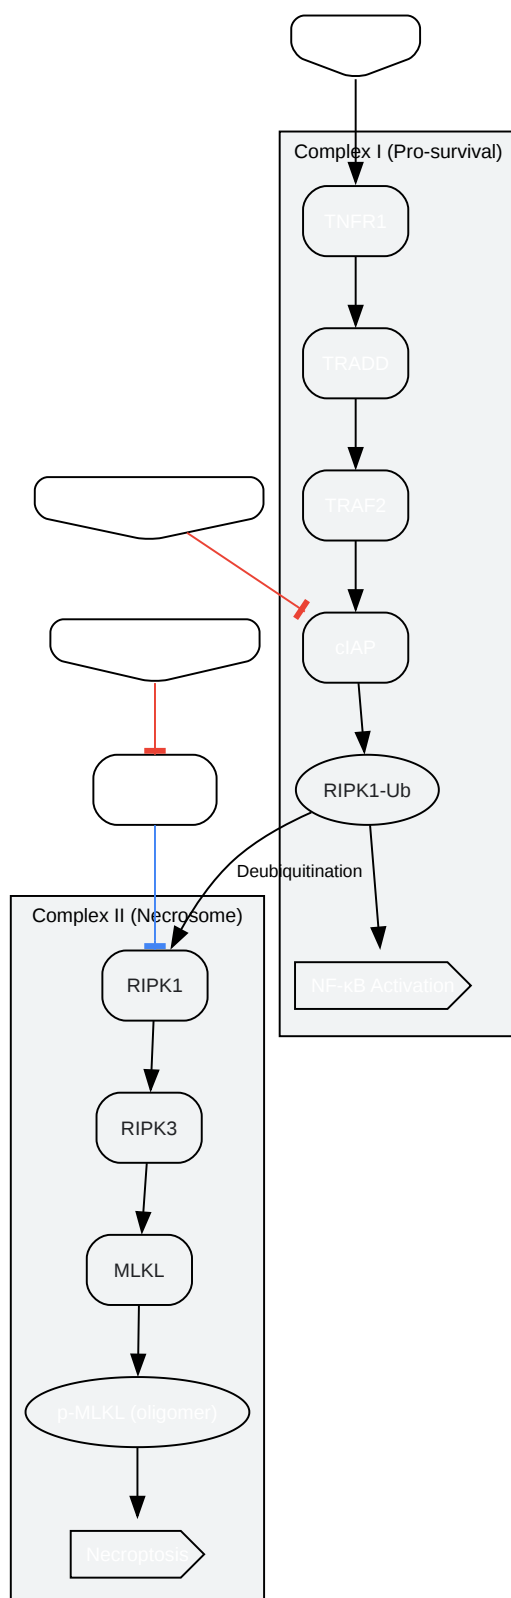 Complex I (Pro-survival)
TNFR1
TRADD
TRAF2
cIAP
RIPK1-Ub
Deubiquitination
Complex II (Necrosome)
RIPK1
NF-κB Activation
RIPK3
MLKL
p-MLKL (oligomer)
Necroptosis